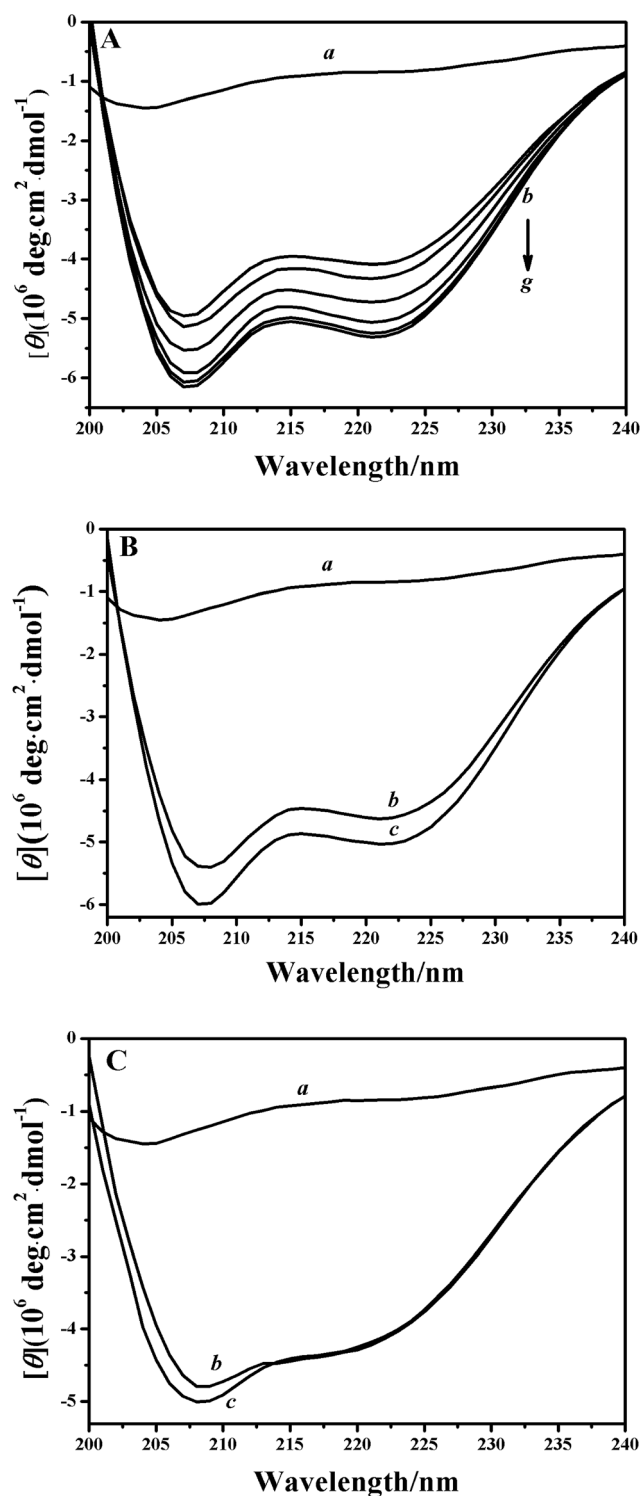 A
a
b
g
0
-1
-2
-3
-4
-5
-6
200 205 210 215 220 225 230 235 240
[θ](10⁶ deg·cm²·dmol⁻¹)
Wavelength/nm
B
a
b
c
0
-1
-2
-3
-4
-5
-6
200 205 210 215 220 225 230 235 240
[θ](10⁶ deg·cm²·dmol⁻¹)
Wavelength/nm
C
a
b
c
0
-1
-2
-3
-4
-5
200 205 210 215 220 225 230 235 240
[θ](10⁶ deg·cm²·dmol⁻¹)
Wavelength/nm